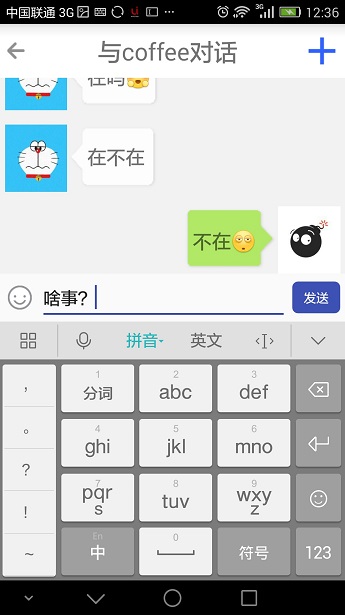 中国联通 3G
3G
12:36
与coffee对话
在吗
在不在
不在
啥事?
发送
拼音
英文
，
。
?
!
~
1
分词
2
abc
3
def
4
ghi
5
jkl
6
mno
7
pqrs
8
tuv
9
wxyz
En
中
0
符号
123